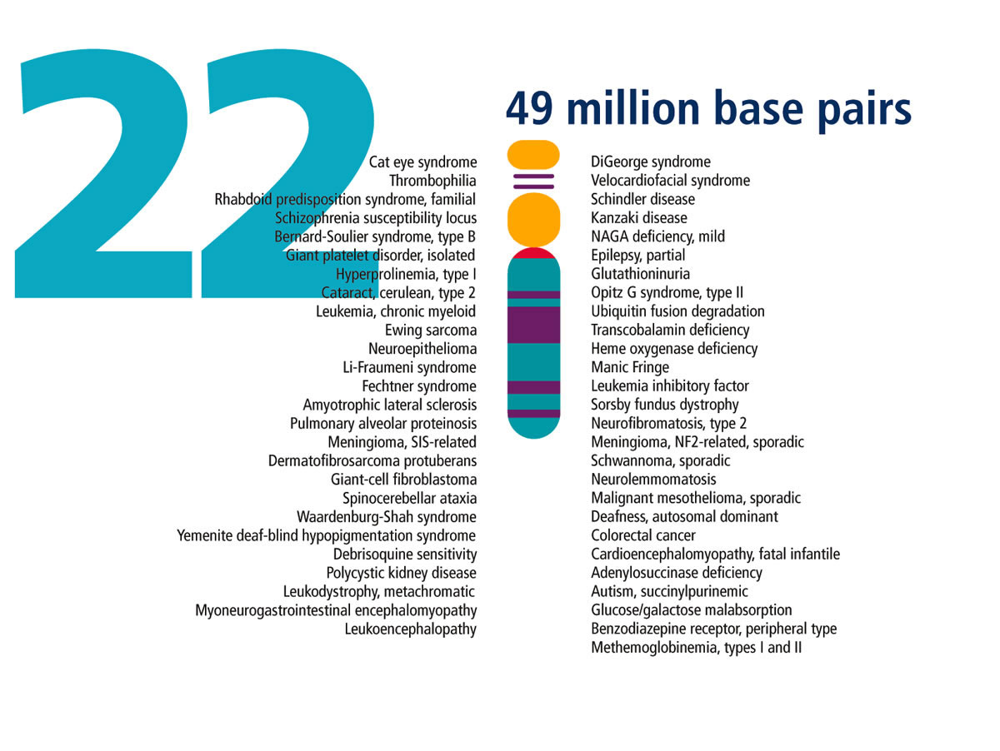 22
49 million base pairs
Cat eye syndrome
Thrombophilia
Rhabdoid predisposition syndrome, familial
Schizophrenia susceptibility locus
Bernard-Soulier syndrome, type B
Giant platelet disorder, isolated
Hyperprolinemia, type I
Cataract, cerulean, type 2
Leukemia, chronic myeloid
Ewing sarcoma
Neuroepithelioma
Li-Fraumeni syndrome
Fechtner syndrome
Amyotrophic lateral sclerosis
Pulmonary alveolar proteinosis
Meningioma, SIS-related
Dermatofibrosarcoma protuberans
Giant-cell fibroblastoma
Spinocerebellar ataxia
Waardenburg-Shah syndrome
Yemenite deaf-blind hypopigmentation syndrome
Debrisoquine sensitivity
Polycystic kidney disease
Leukodystrophy, metachromatic
Myoneurogastrointestinal encephalomyopathy
Leukoencephalopathy
DiGeorge syndrome
Velocardiofacial syndrome
Schindler disease
Kanzaki disease
NAGA deficiency, mild
Epilepsy, partial
Glutathioninuria
Opitz G syndrome, type II
Ubiquitin fusion degradation
Transcobalamin deficiency
Heme oxygenase deficiency
Manic Fringe
Leukemia inhibitory factor
Sorsby fundus dystrophy
Neurofibromatosis, type 2
Meningioma, NF2-related, sporadic
Schwannoma, sporadic
Neurolemmomatosis
Malignant mesothelioma, sporadic
Deafness, autosomal dominant
Colorectal cancer
Cardioencephalomyopathy, fatal infantile
Adenylosuccinase deficiency
Autism, succinylpurinemic
Glucose/galactose malabsorption
Benzodiazepine receptor, peripheral type
Methemoglobinemia, types I and II